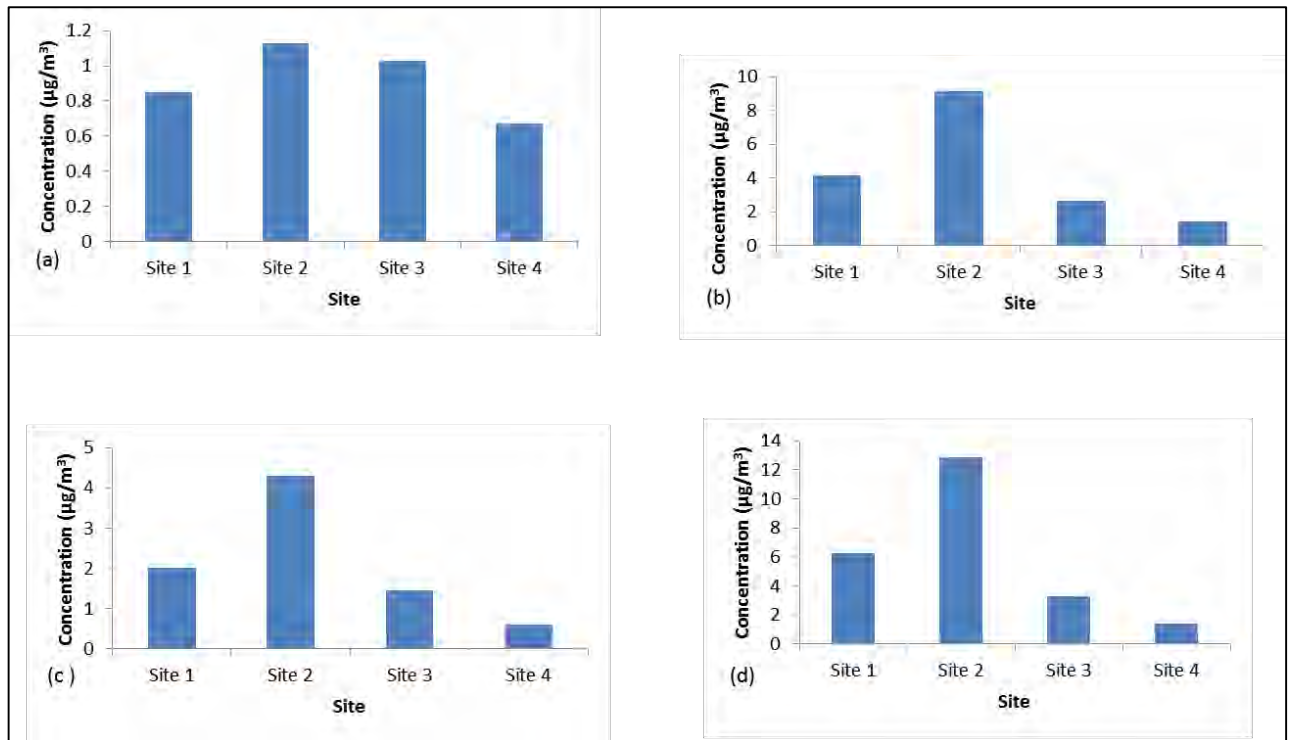 Concentration (µg/m³)
1.2
1
0.8
0.6
0.4
0.2
0
Site 1 Site 2 Site 3 Site 4
Site
(a)
Concentration (µg/m³)
10
8
6
4
2
0
Site 1 Site 2 Site 3 Site 4
Site
(b)
Concentration (µg/m³)
5
4
3
2
1
0
Site 1 Site 2 Site 3 Site 4
Site
(c )
Concentration (µg/m³)
14
12
10
8
6
4
2
0
Site 1 Site 2 Site 3 Site 4
Site
(d)